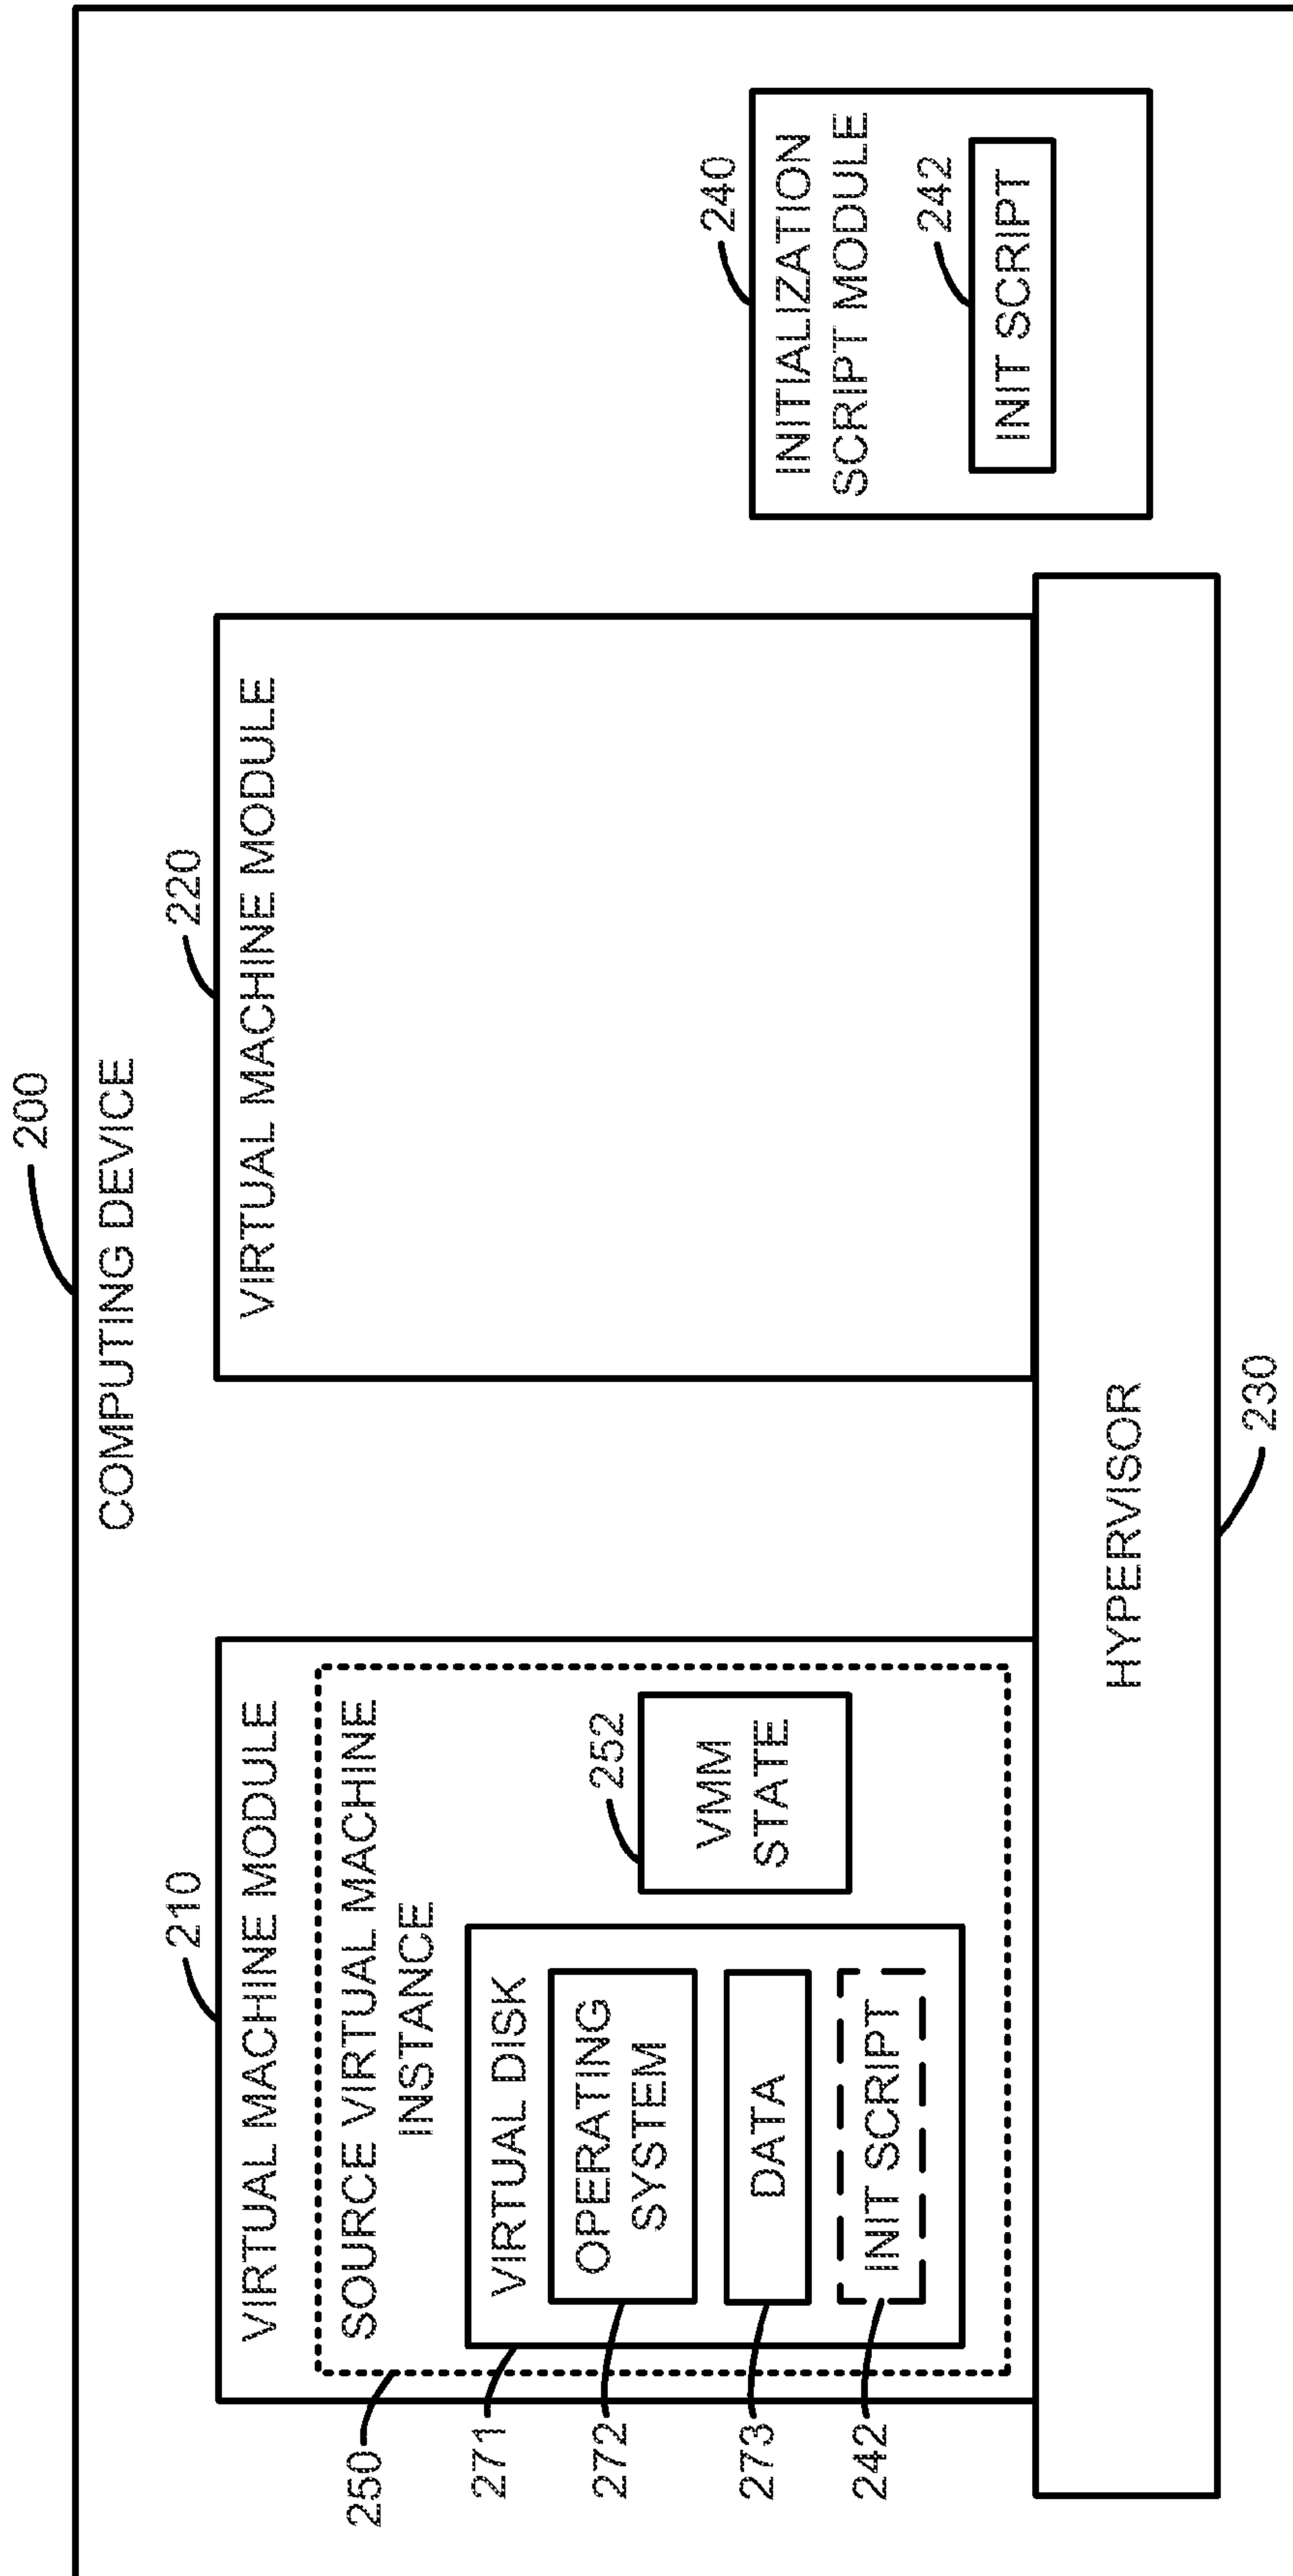 200
COMPUTING DEVICE
210
VIRTUAL MACHINE MODULE
250
SOURCE VIRTUAL MACHINE
INSTANCE
271
VIRTUAL DISK
272
OPERATING
SYSTEM
273
DATA
242
INIT SCRIPT
252
VMM
STATE
220
VIRTUAL MACHINE MODULE
240
INITIALIZATION
SCRIPT MODULE
242
INIT SCRIPT
HYPERVISOR
230